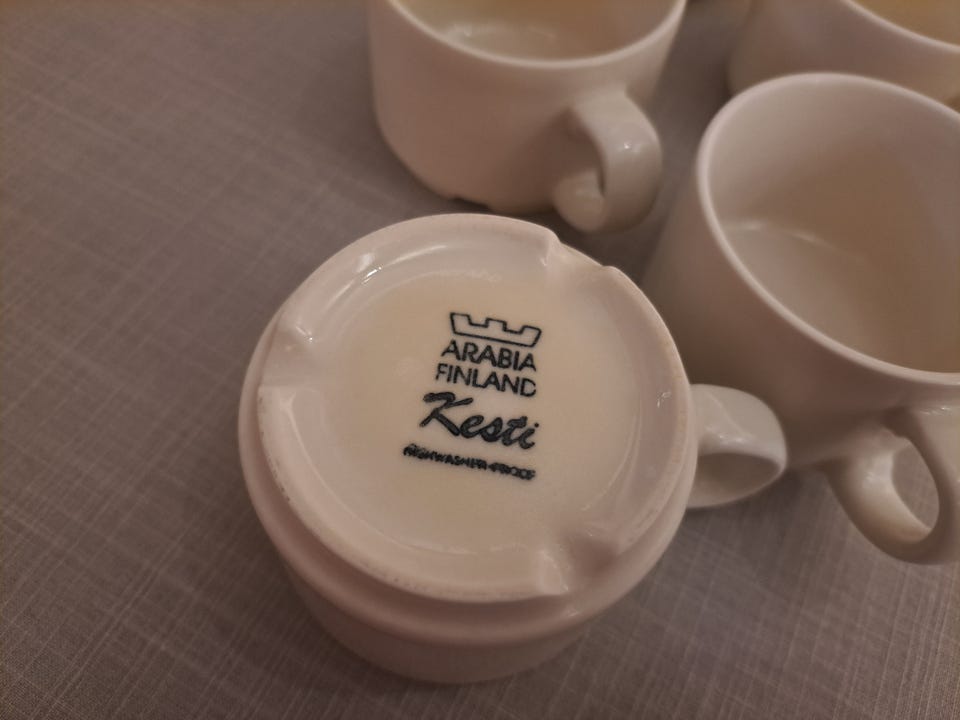 ARABIA
FINLAND
Kesti
DISHWASHER-PROOF